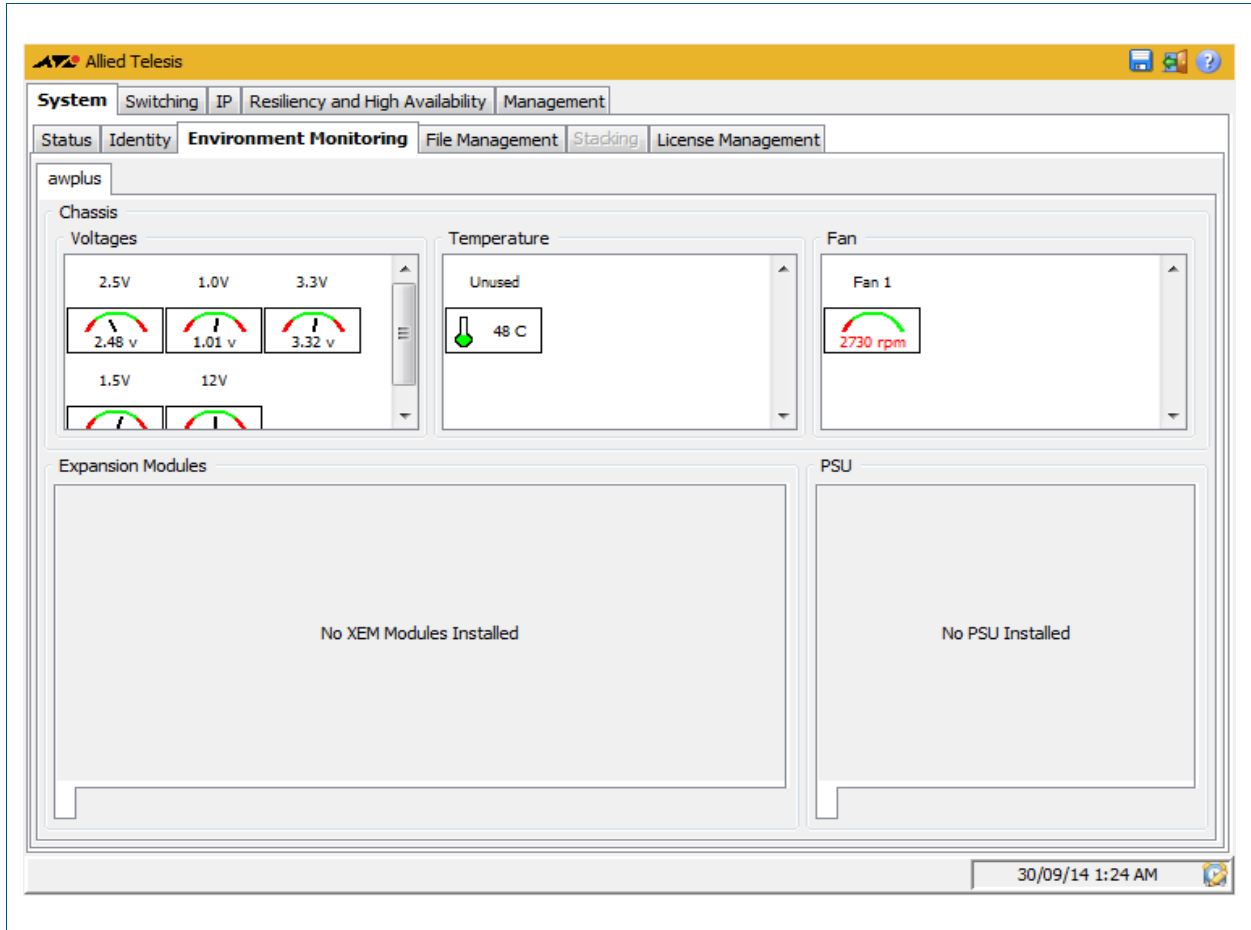 Allied Telesis
System Switching IP Resiliency and High Availability Management
Status Identity Environment Monitoring File Management Stacking License Management
awplus
Chassis
Voltages Temperature Fan
2.5V 1.0V 3.3V Unused Fan 1
2.48 v 1.01 v 3.32 v 48 C 2730 rpm
1.5V 12V
Expansion Modules PSU
No XEM Modules Installed No PSU Installed
30/09/14 1:24 AM